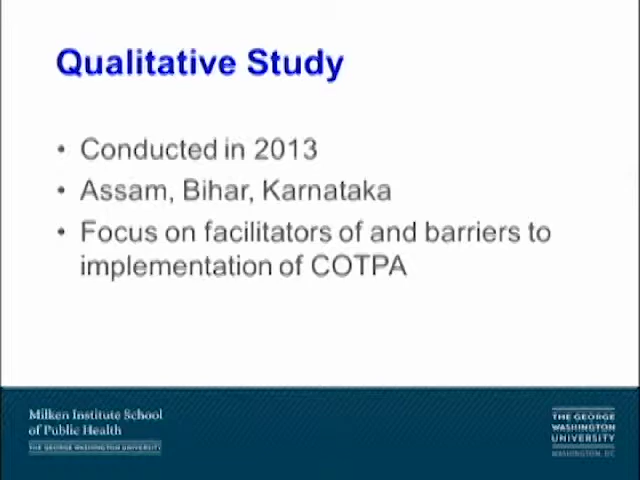 Qualitative Study
• Conducted in 2013
• Assam, Bihar, Karnataka
• Focus on facilitators of and barriers to
implementation of COTPA
Milken Institute School
of Public Health
THE GEORGE WASHINGTON UNIVERSITY
THE GEORGE
WASHINGTON
UNIVERSITY
WASHINGTON, DC